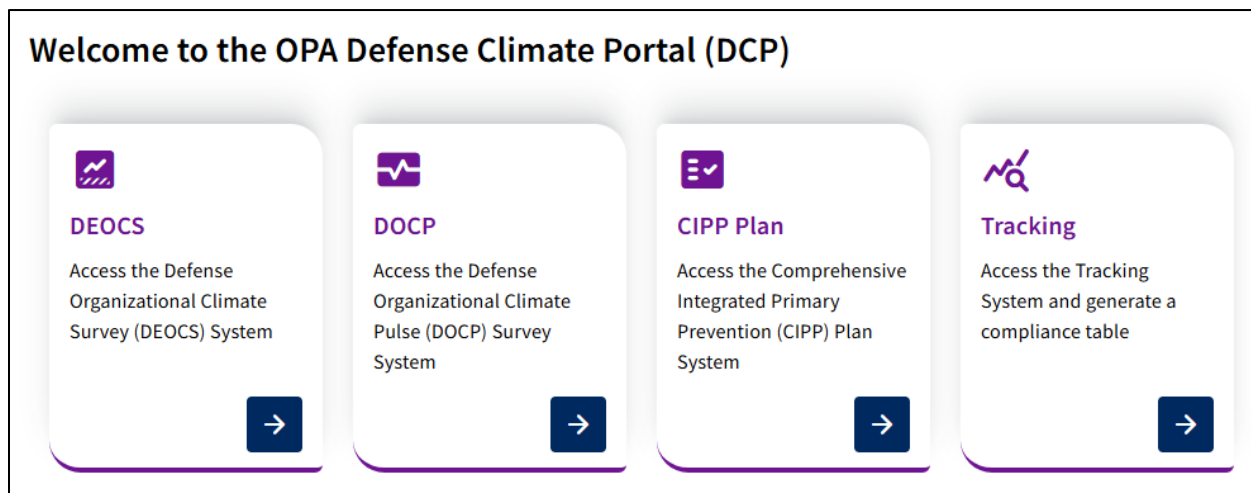 Welcome to the OPA Defense Climate Portal (DCP)
DEOCS
Access the Defense
Organizational Climate
Survey (DEOCS) System
DOCP
Access the Defense
Organizational Climate
Pulse (DOCP) Survey
System
CIPP Plan
Access the Comprehensive
Integrated Primary
Prevention (CIPP) Plan
System
Tracking
Access the Tracking
System and generate a
compliance table